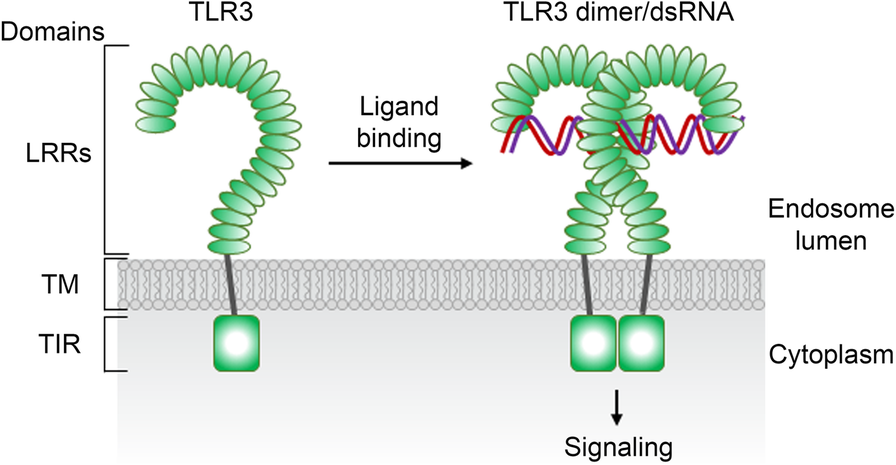 TLR3
TLR3 dimer/dsRNA
Domains
Ligand
binding
LRRs
Endosome
lumen
TM
TIR
Cytoplasm
Signaling